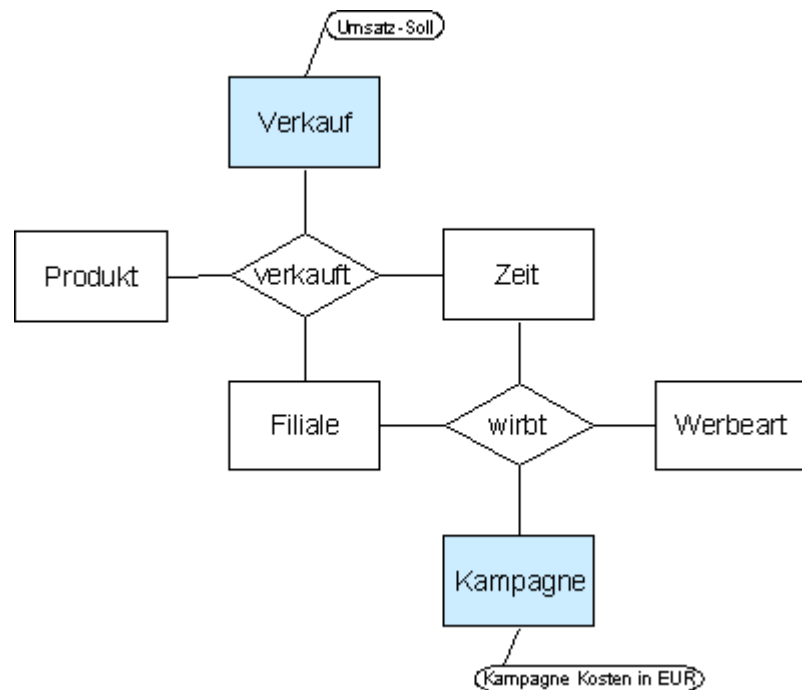 Umsatz-Soll
Verkauf
Produkt
verkauft
Zeit
Filiale
wirbt
Werbeart
Kampagne
Kampagne Kosten in EUR